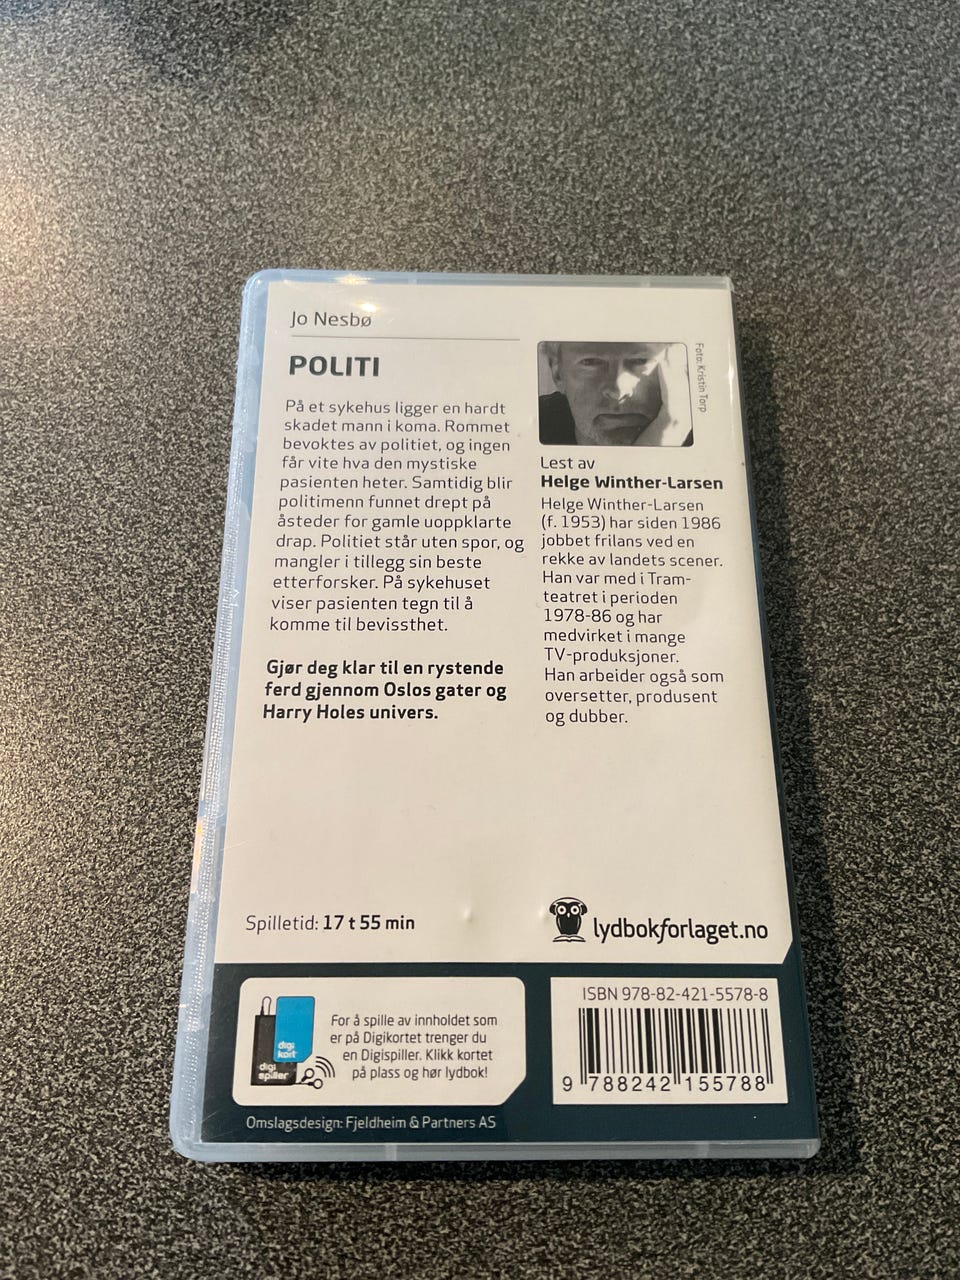 Jo Nesbø
POLITI
På et sykehus ligger en hardt
skadet mann i koma. Rommet
bevoktes av politiet, og ingen
får vite hva den mystiske
pasienten heter. Samtidig blir
politimenn funnet drept på
åsteder for gamle uoppklarte
drap. Politiet står uten spor, og
mangler i tillegg sin beste
etterforsker. På sykehuset
viser pasienten tegn til å
komme til bevissthet.
Gjør deg klar til en rystende
ferd gjennom Oslos gater og
Harry Holes univers.
Foto: Kristin Torp
Lest av
Helge Winther-Larsen
Helge Winther-Larsen
(f. 1953) har siden 1986
jobbet frilans ved en
rekke av landets scener.
Han var med i Tram-
teatret i perioden
1978-86 og har
medvirket i mange
TV-produksjoner.
Han arbeider også som
oversetter, produsent
og dubber.
Spilletid: 17 t 55 min
lydbokforlaget.no
digi
kort
digi
spiller
For å spille av innholdet som
er på Digikortet trenger du
en Digispiller. Klikk kortet
på plass og hør lydbok!
ISBN 978-82-421-5578-8
9 788242 155788
Omslagsdesign: Fjeldheim & Partners AS